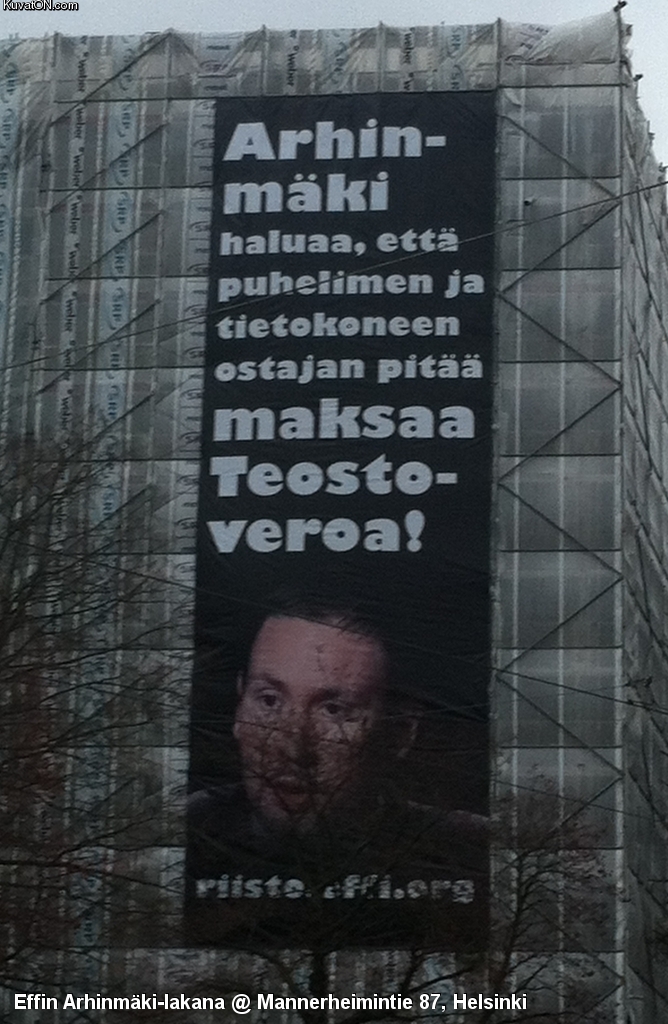 KuvatON.com
Arhin-
mäki
haluaa, että
puhelimen ja
tietokoneen
ostajan pitää
maksaa
Teosto-
veroa!
riisto.effi.org
Effin Arhinmäki-lakana @ Mannerheimintie 87, Helsinki